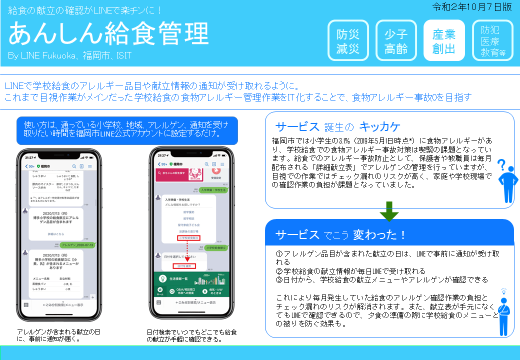 給食の献立の確認がLINEで楽チンに！
令和2年10月7日版
あんしん給食管理
By LINE Fukuoka、福岡市、ISIT
防災
減災
少子
高齢
産業
創出
防犯
医療
教育等
LINEで学校給食のアレルギー品目や献立情報の通知が受け取れるように。
これまで目視作業がメインだった学校給食の食物アレルギー管理作業をIT化することで、食物アレルギー事故0を目指す
使い方は、通っている小学校、地域、アレルゲン、通知を受け
取りたい時間を福岡市LINE公式アカウントに設定するだけ。
アレルゲンが含まれる献立の日
に、事前に通知が届く。
日付検索でいつでもどこでも給食
の献立が手軽に確認できる。
サービス 誕生の キッカケ
福岡市では小学生の3.8%（2019年5月1日時点）に食物アレルギーがあ
り、学校給食での食物アレルギー事故対策は喫緊の課題となってい
ます。給食でのアレルギー事故防止として、保護者や教職員は毎月
配布される「詳細献立表」でアレルゲンの管理を行っていますが、
目視での作業ではチェック漏れのリスクが高く、家庭や学校現場で
の確認作業の負担が課題となっていました。
サービス でこう 変わった！
①アレルゲン品目が含まれた献立の日は、LINEで事前に通知が受け取
れる
②学校給食の献立情報が毎日LINEで受け取れる
③日付から、学校給食の献立メニューやアレルゲンが確認できる
これにより毎月発生していた給食のアレルゲン確認作業の負担と
チェック漏れのリスクが解消されます。また、献立表が手元になく
てもLINEで確認できるので、夕食の準備の際に学校給食のメニューと
の被りを防ぐ効果も。